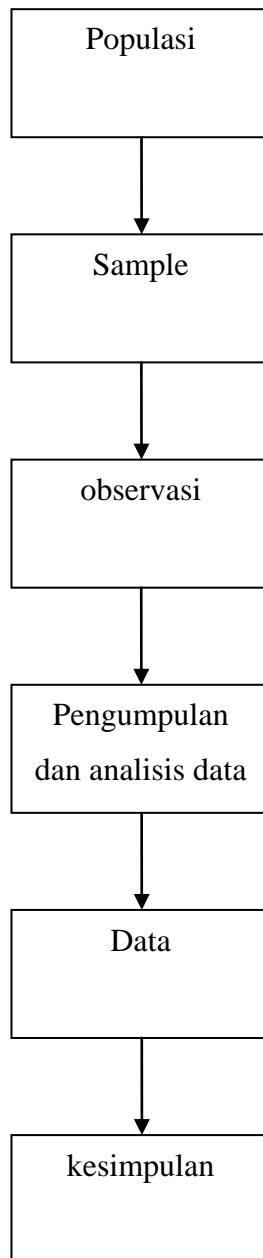 Populasi
Sample
observasi
Pengumpulan
dan analisis data
Data
kesimpulan